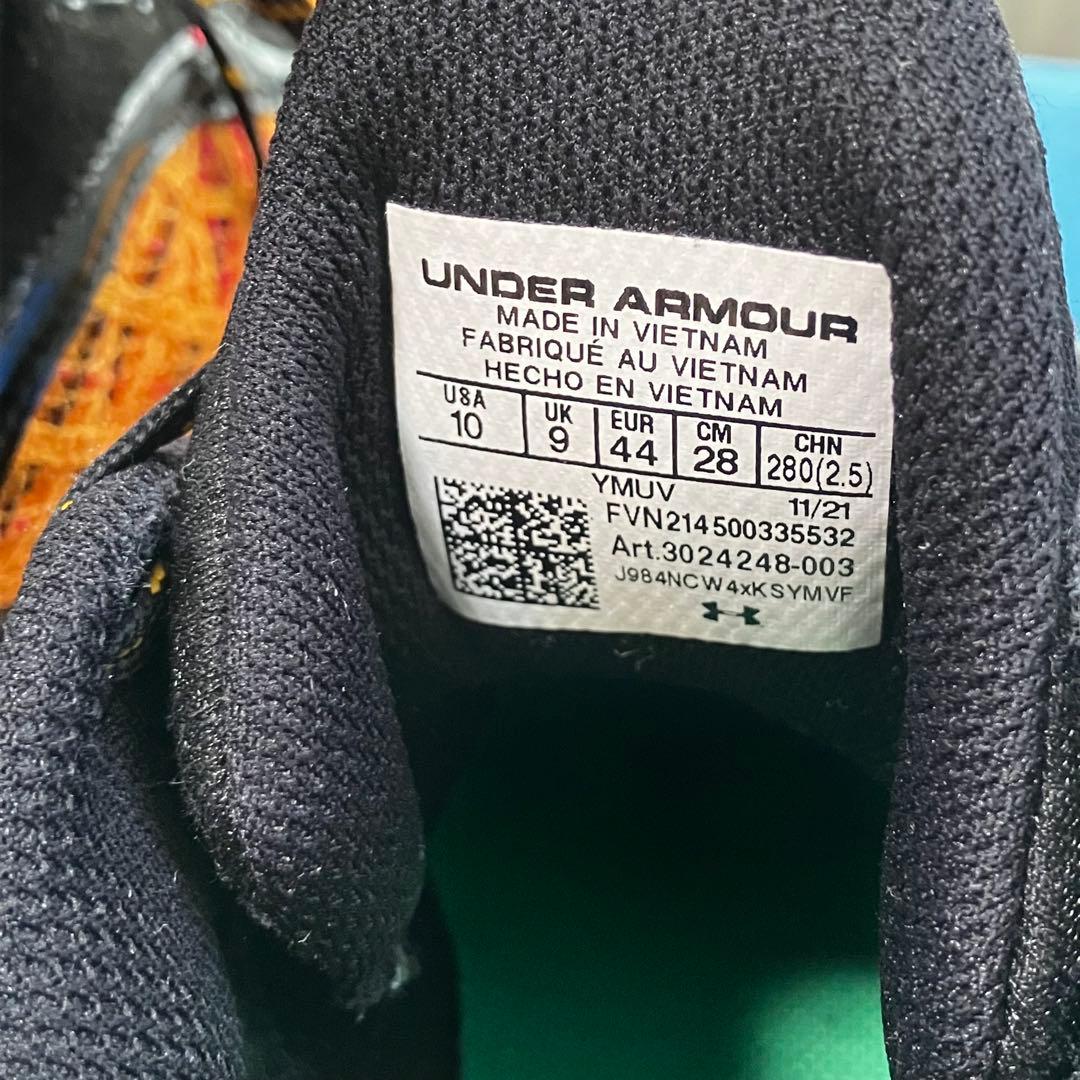 UNDER ARMOUR
MADE IN VIETNAM
FABRIQUÉ AU VIETNAM
HECHO EN VIETNAM
USA UK EUR CM CHN
10 9 44 28 280(2.5)
YMUV 11/21
FVN214500335532
Art.3024248-003
J984NCW4xKSYMVF